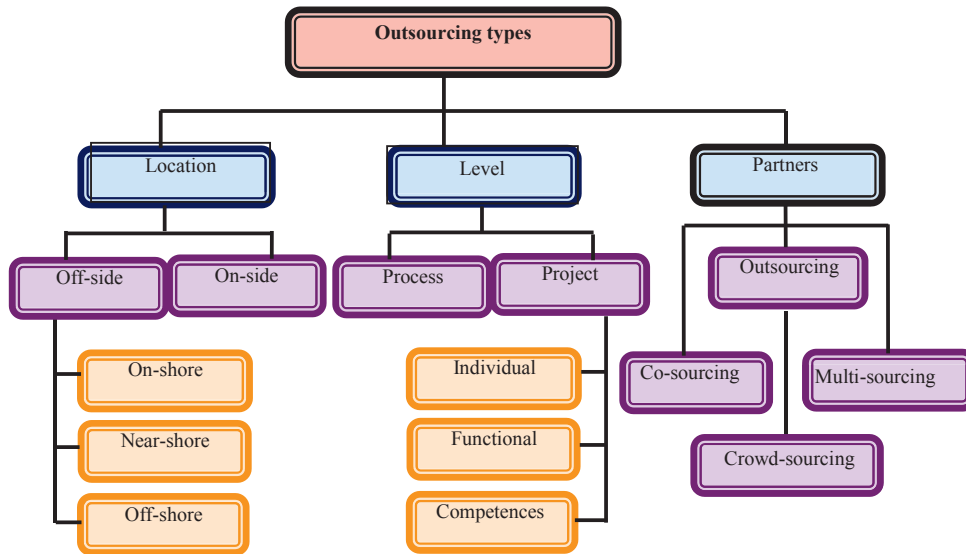 Outsourcing types
Location
Level
Partners
Off-side
On-side
Process
Project
Outsourcing
On-shore
Individual
Co-sourcing
Multi-sourcing
Near-shore
Functional
Crowd-sourcing
Off-shore
Competences